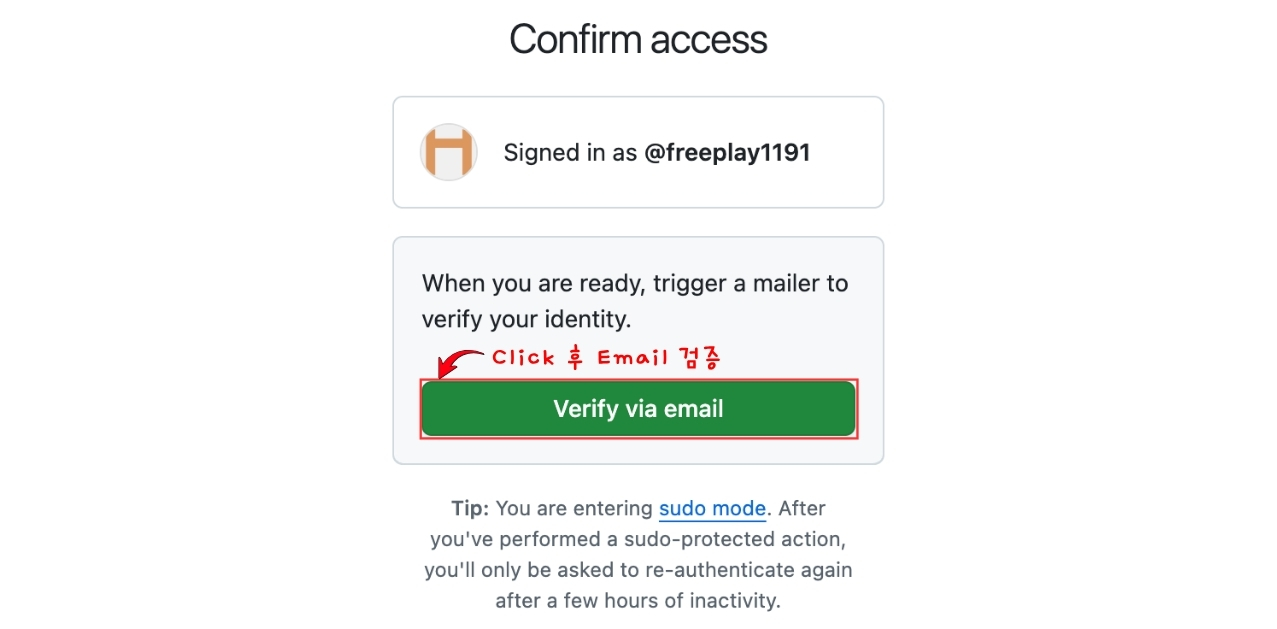 Confirm access
Signed in as @freeplay1191
When you are ready, trigger a mailer to
verify your identity.
Click 후 Email 검증
Verify via email
Tip: You are entering sudo mode. After
you've performed a sudo-protected action,
you'll only be asked to re-authenticate again
after a few hours of inactivity.